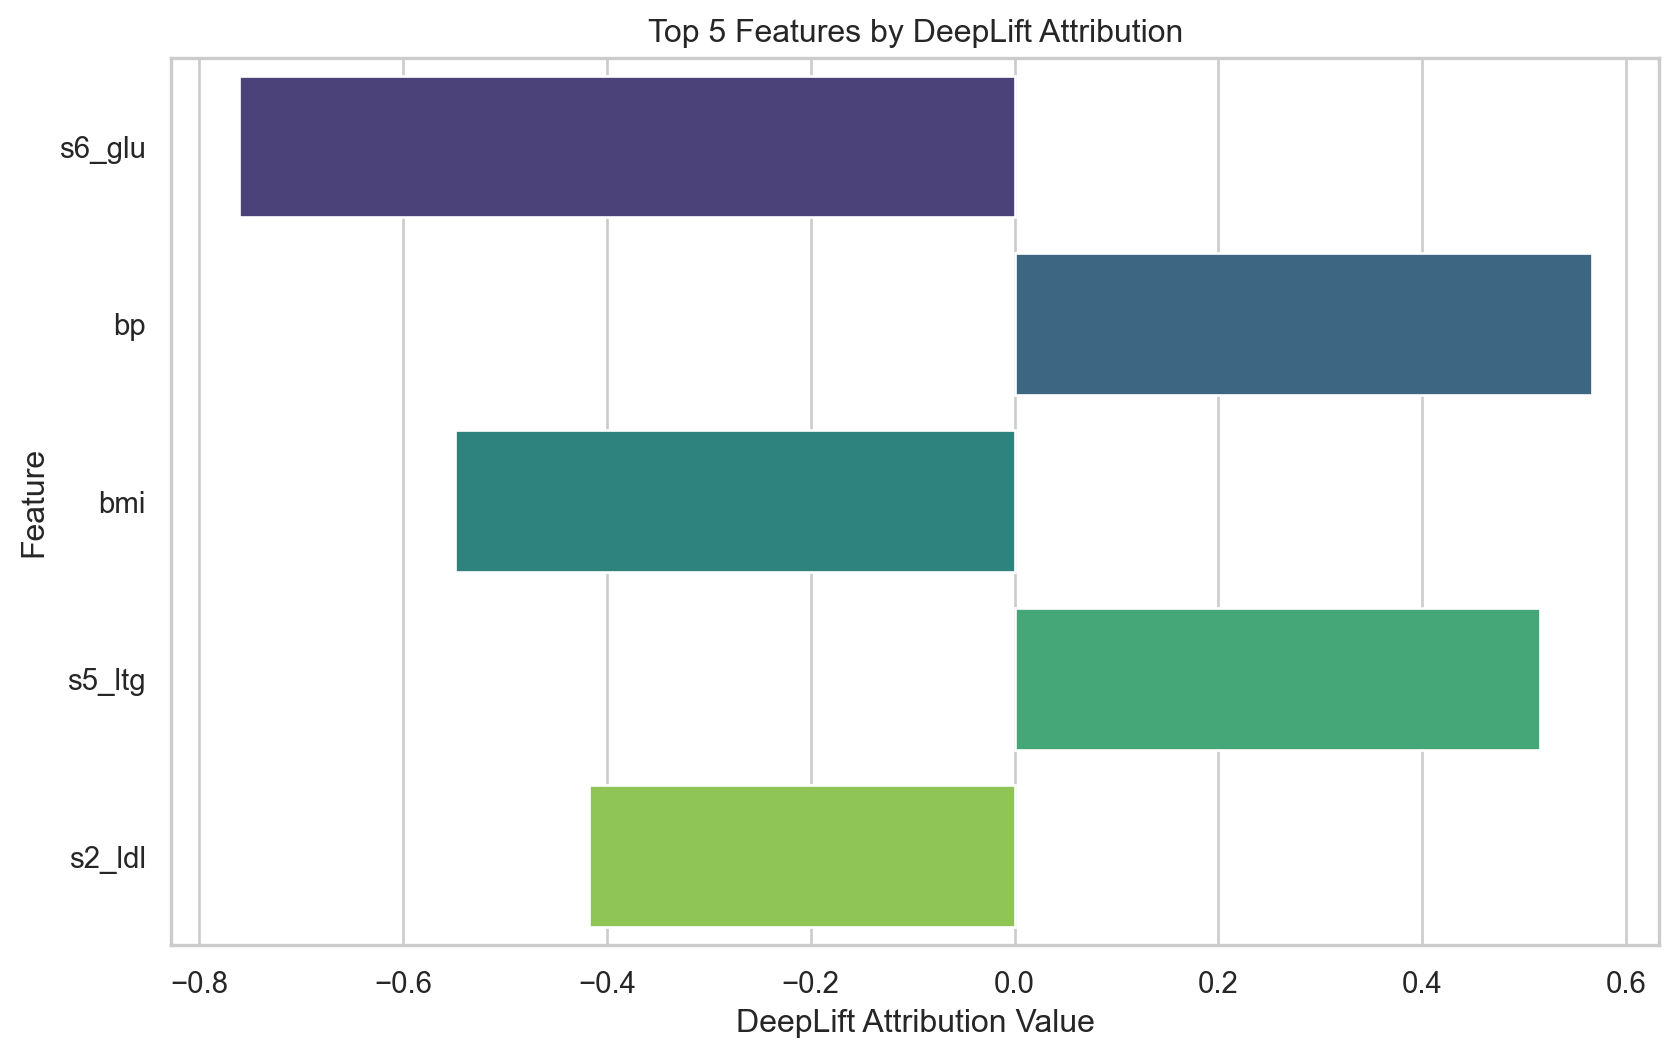 Top 5 Features by DeepLift Attribution
s6_glu
bp
bmi
s5_ltg
s2_ldl
Feature
−0.8 −0.6 −0.4 −0.2 0.0 0.2 0.4 0.6
DeepLift Attribution Value